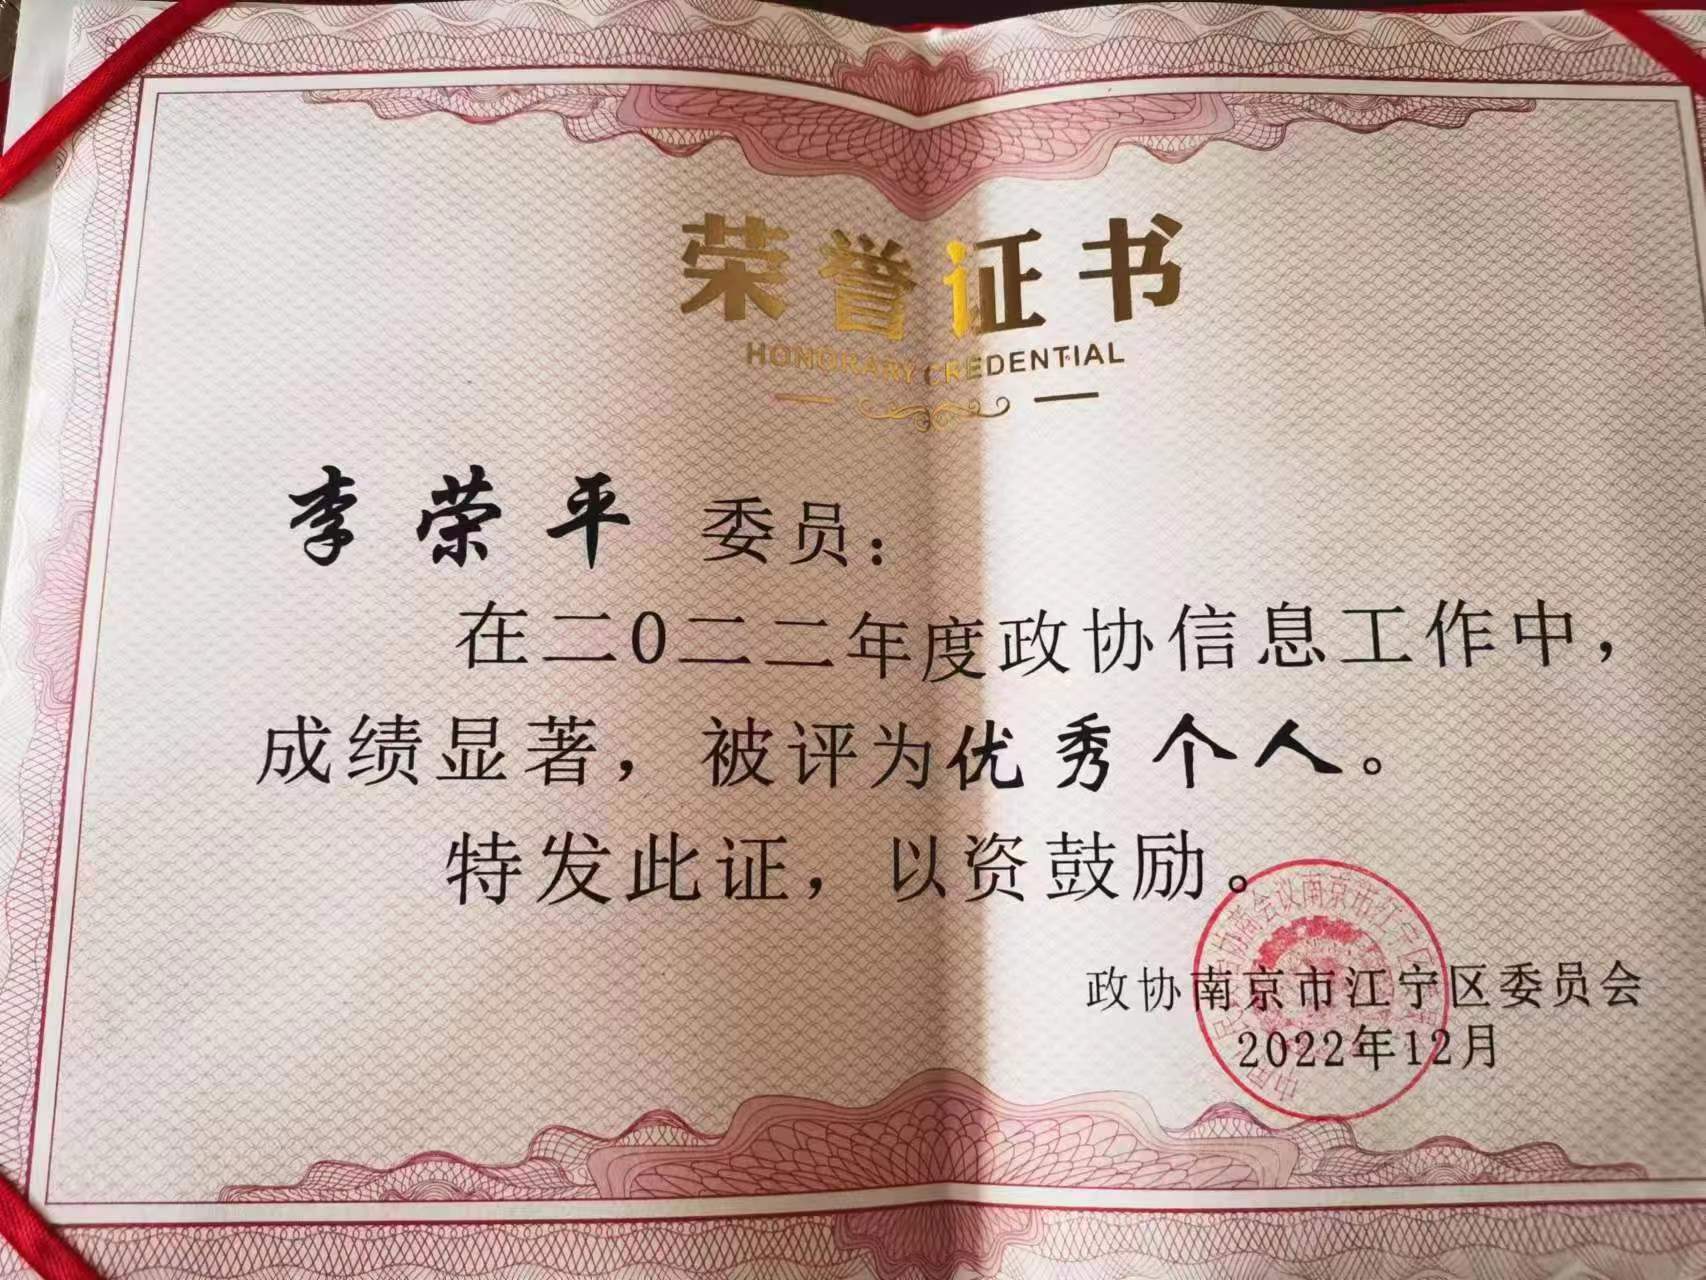 荣誉证书
HONORARY CREDENTIAL
李荣平 委员：
在二0二二年度政协信息工作中，
成绩显著，被评为优秀个人。
特发此证，以资鼓励。
政协南京市江宁区委员会
2022年12月